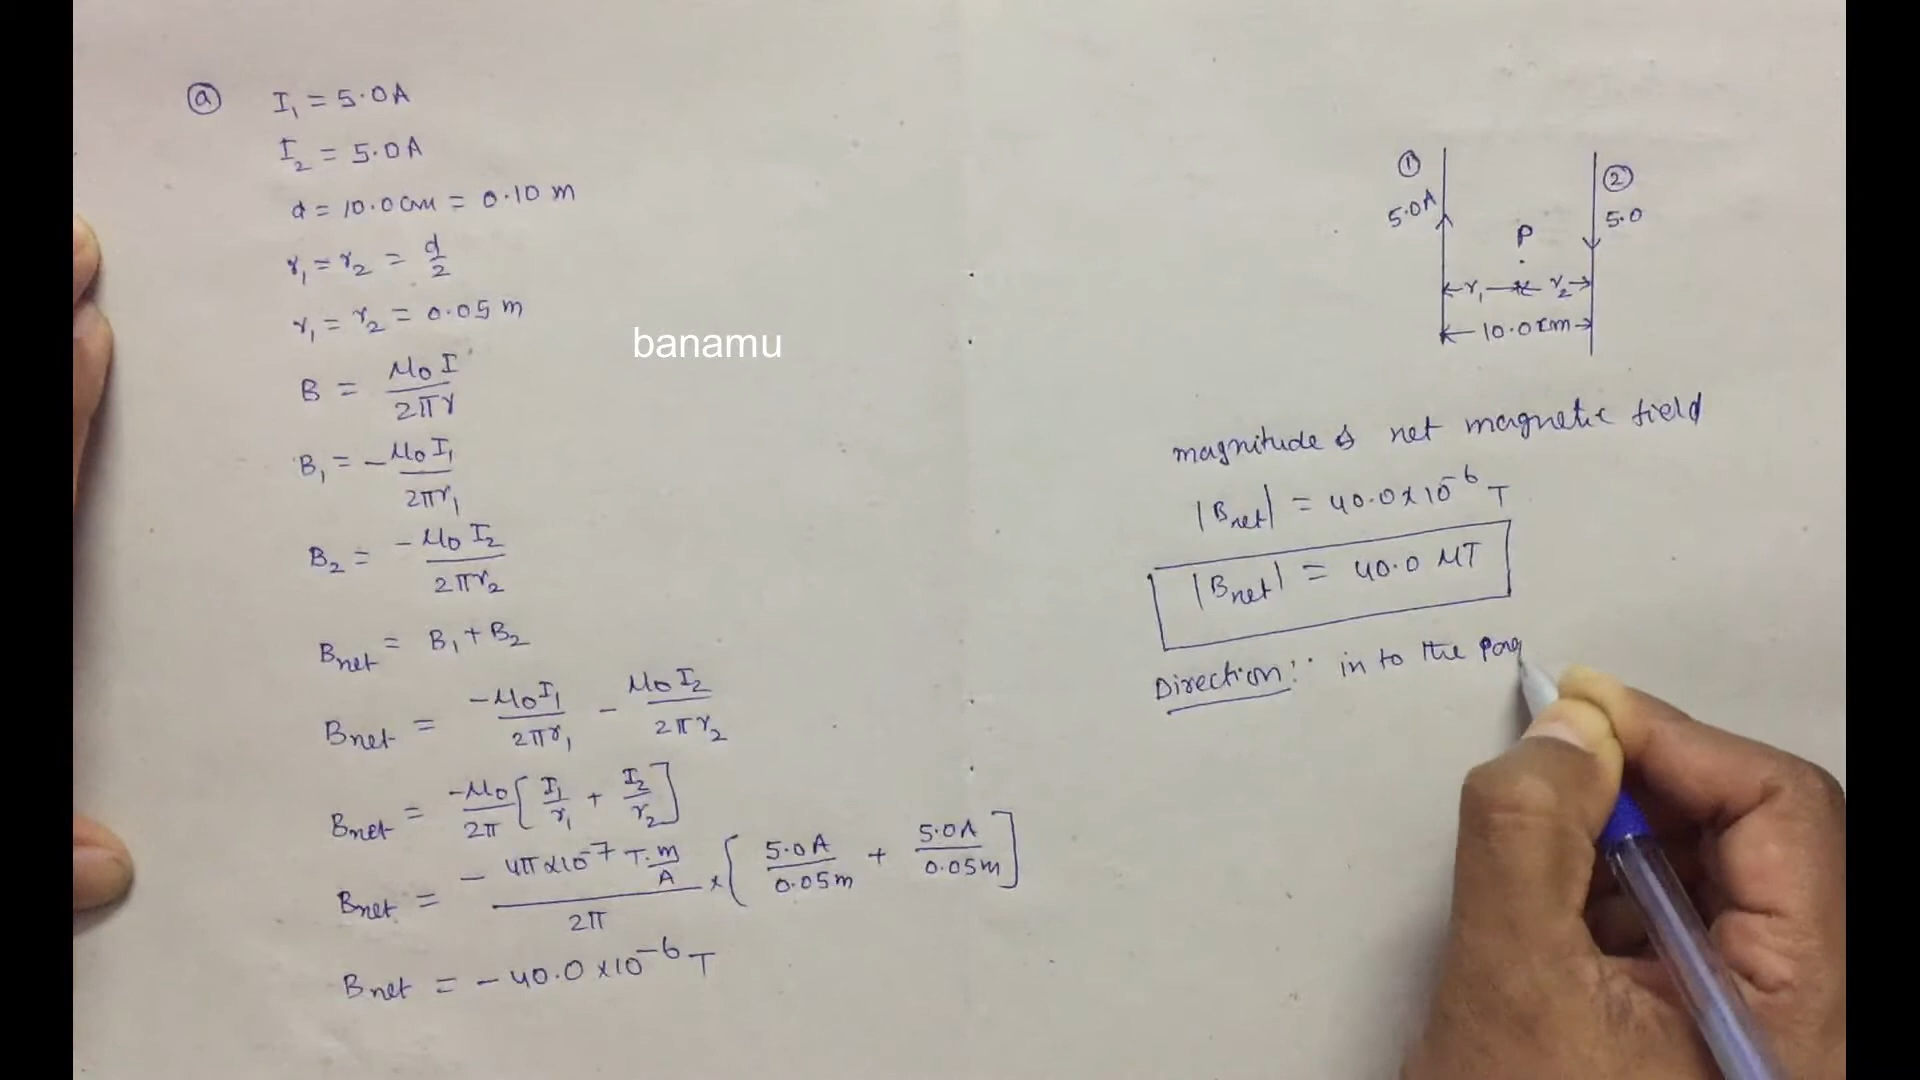 ⓐ I₁ = 5.0A
I₂ = 5.0A
d = 10.0 cm = 0.10 m
r₁ = r₂ = d/2
r₁ = r₂ = 0.05 m
B = μ₀I / 2πr
B₁ = -μ₀I₁ / 2πr₁
B₂ = -μ₀I₂ / 2πr₂
Bnet = B₁ + B₂
Bnet = -μ₀I₁ / 2πr₁ - μ₀I₂ / 2πr₂
Bnet = -μ₀ / 2π [ I₁/r₁ + I₂/r₂ ]
Bnet = - 4π×10⁻⁷ T.m/A / 2π × [ 5.0A / 0.05m + 5.0A / 0.05m ]
Bnet = - 40.0 ×10⁻⁶ T
banamu
① ②
5.0A 5.0
P
r₁ r₂
10.0cm
magnitude of net magnetic field
|Bnet| = 40.0×10⁻⁶ T
|Bnet| = 40.0 μT
Direction: in to the pag